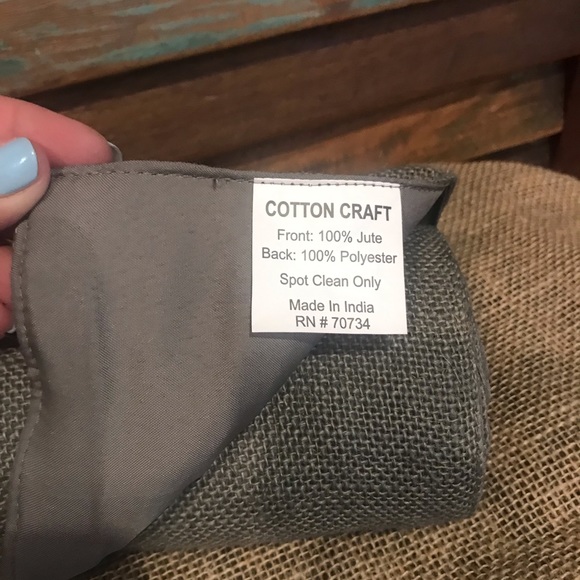 COTTON CRAFT
Front: 100% Jute
Back: 100% Polyester
Spot Clean Only
Made In India
RN # 70734